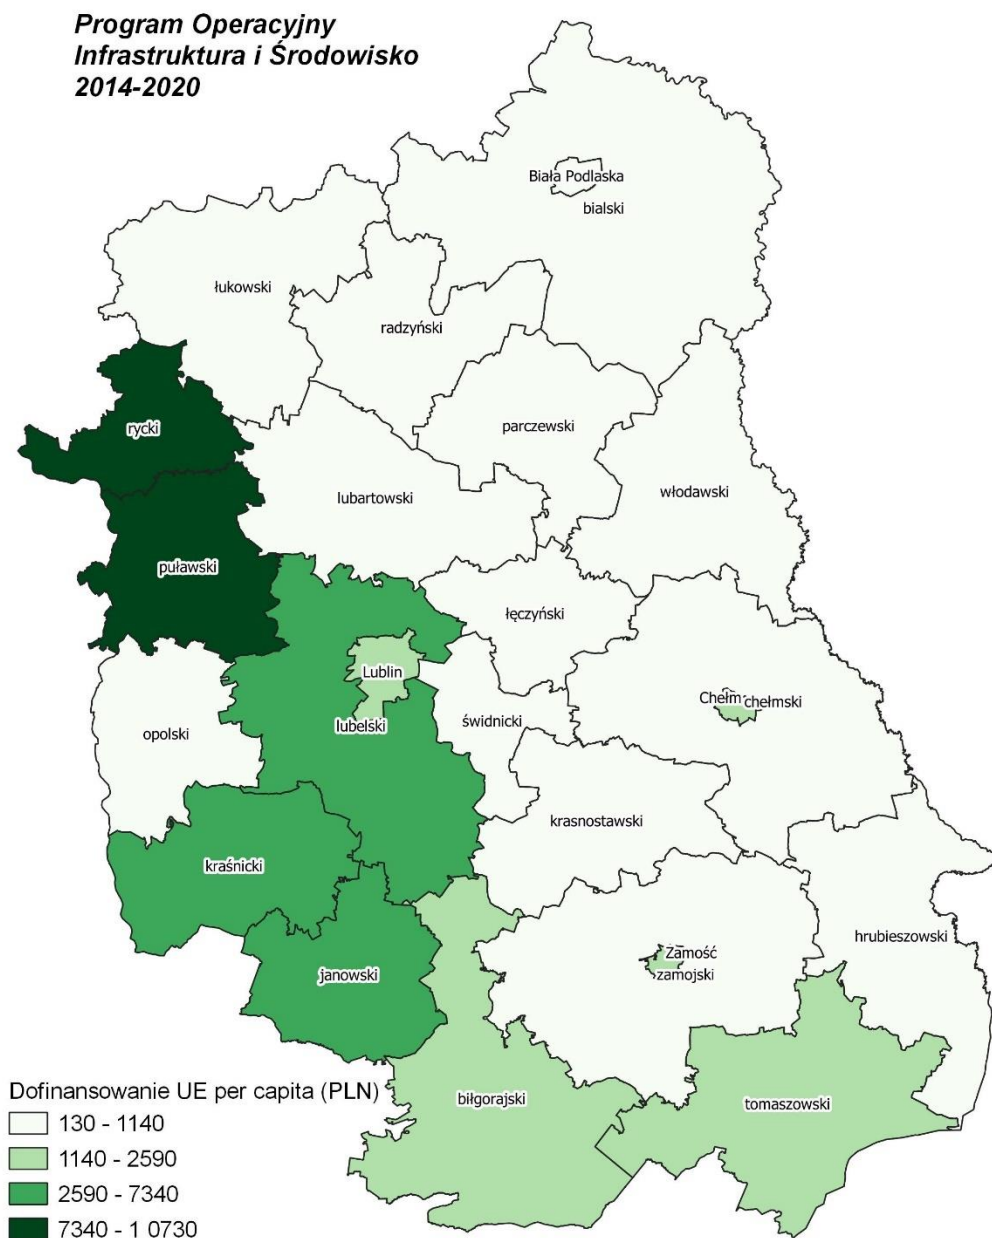 Program Operacyjny
Infrastruktura i Środowisko
2014-2020
Biała Podlaska
bialski
łukowski
radzyński
rycki
parczewski
lubartowski
włodawski
puławski
łęczyński
Lublin
lubelski
opolski
świdnicki
Chełm
chełmski
krasnostawski
kraśnicki
janowski
hrubieszowski
Zamość
zamojski
biłgorajski
tomaszowski
Dofinansowanie UE per capita (PLN)
130 - 1140
1140 - 2590
2590 - 7340
7340 - 1 0730